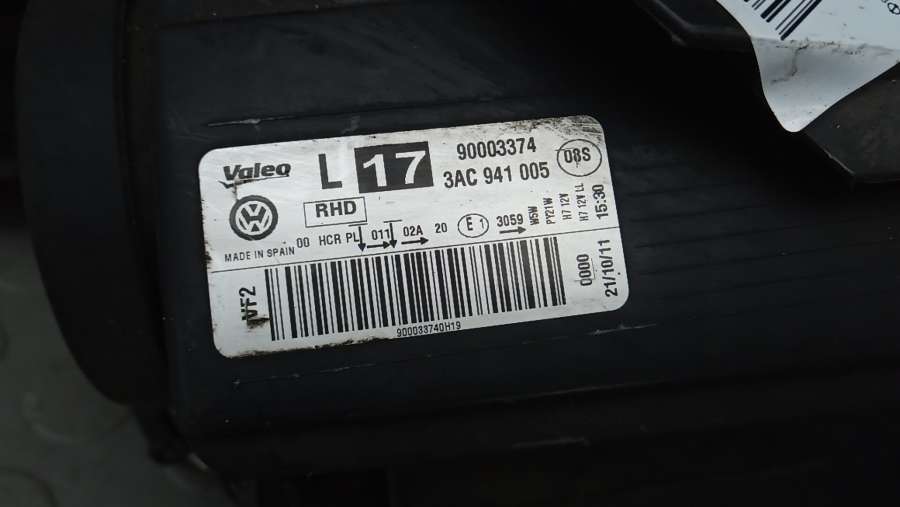 Valeo L 17 90003374
3AC 941 005 08S
RHD
00 HCR PL 011 02A 20 E1 3059
W5W
PY21W
H7 12V
H7 12V LL
15:30
MADE IN SPAIN
VF2
900033740H19
0000
21/10/11